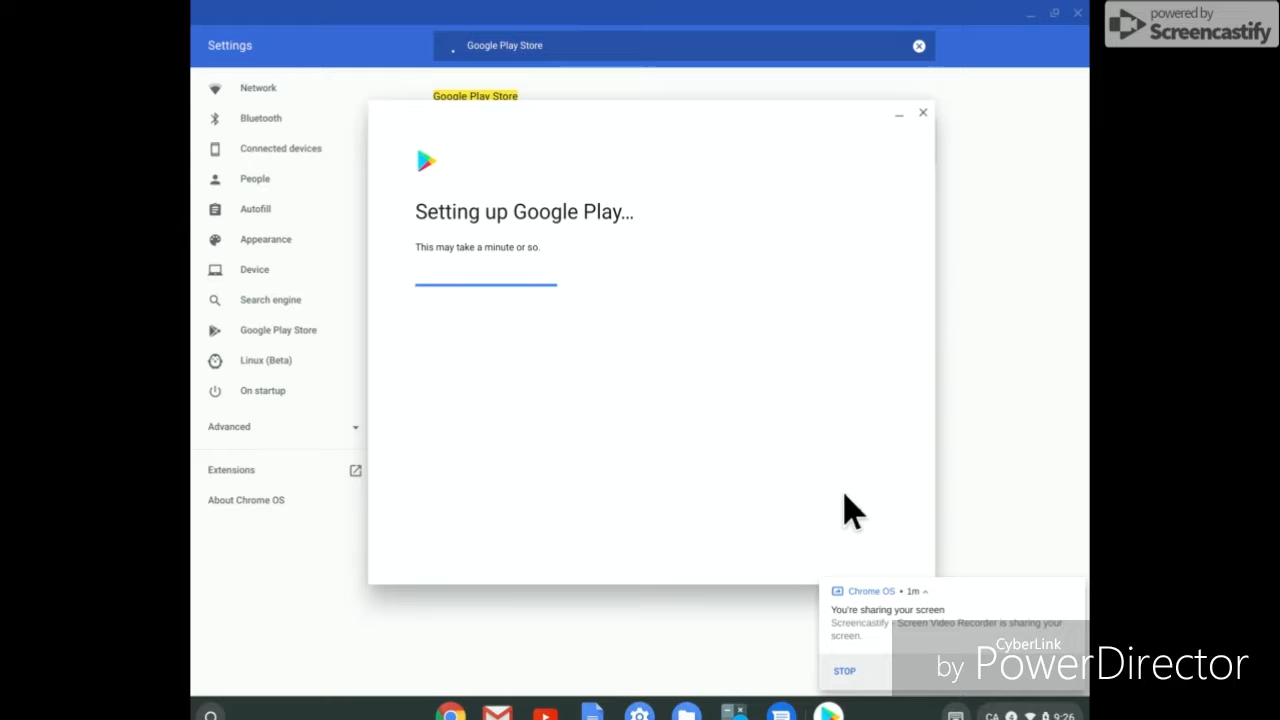 powered by
Screencastify
Settings
Google Play Store
Network
Bluetooth
Connected devices
People
Autofill
Appearance
Device
Search engine
Google Play Store
Linux (Beta)
On startup
Advanced
Extensions
About Chrome OS
Google Play Store
Setting up Google Play...
This may take a minute or so.
Chrome OS • 1m
You're sharing your screen
Screencastify - Screen Video Recorder is sharing your
screen.
STOP
CyberLink
by PowerDirector
CA
9:26